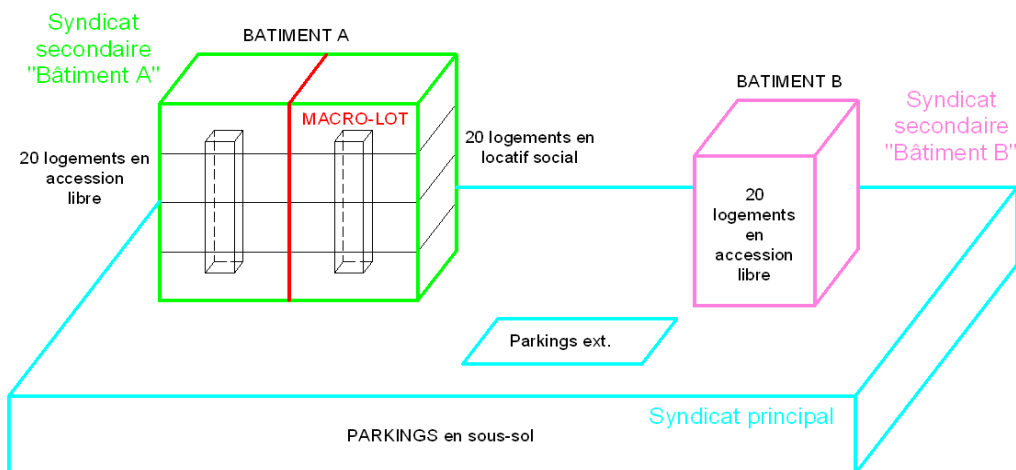 Syndicat
secondaire
"Bâtiment A"
BATIMENT A
MACRO-LOT
20 logements en
accession
libre
20 logements en
locatif social
BATIMENT B
Syndicat
secondaire
"Bâtiment B"
20
logements
en
accession
libre
Parkings ext.
Syndicat principal
PARKINGS en sous-sol